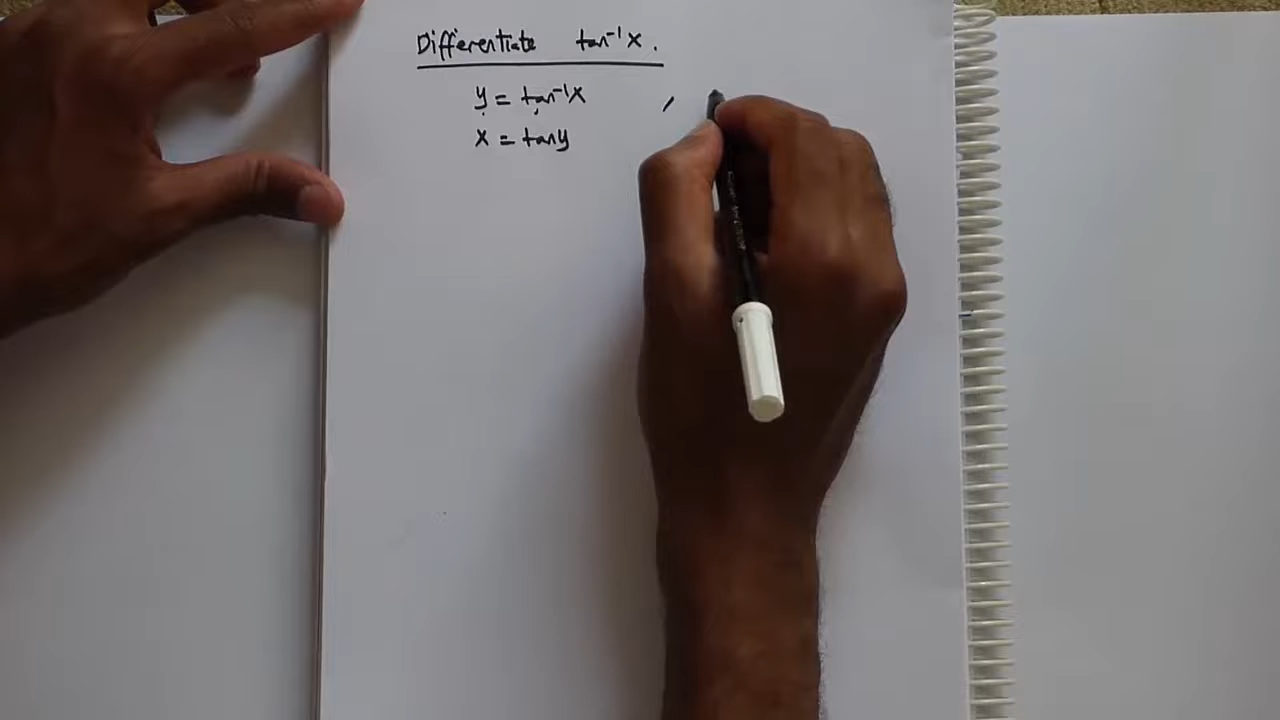 Differentiate tan⁻¹x.
y = tan⁻¹x ,
x = tany